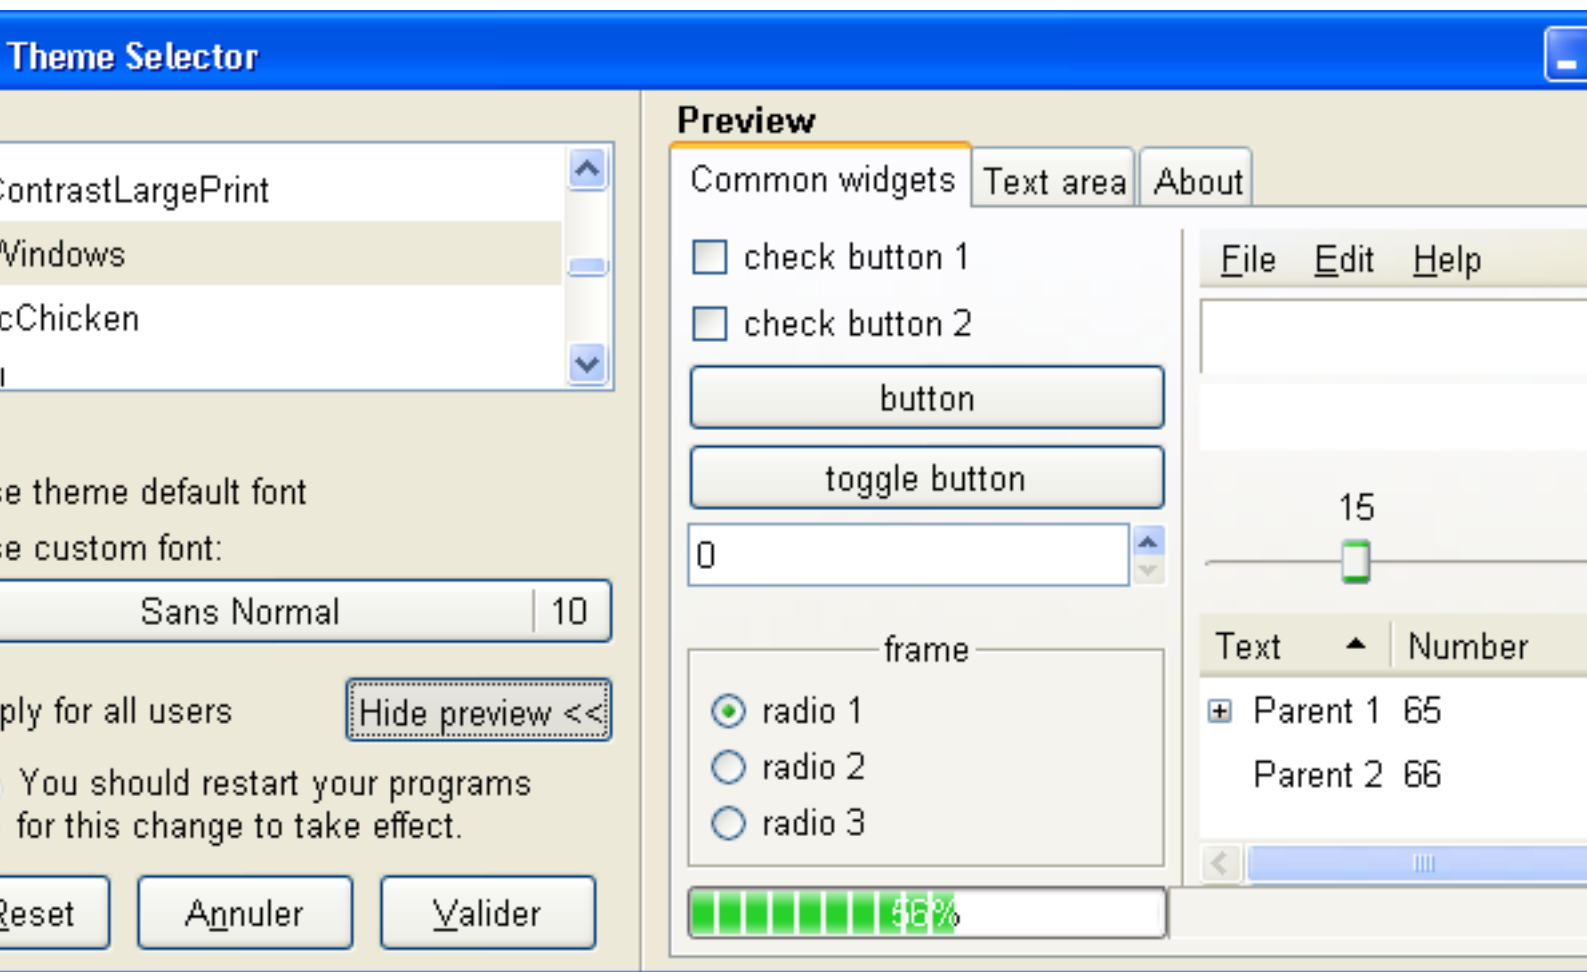 Theme Selector
ContrastLargePrint
Windows
cChicken
se theme default font
se custom font:
Sans Normal 10
ply for all users
Hide preview <<
You should restart your programs
for this change to take effect.
Reset Annuler Valider
Preview
Common widgets Text area About
check button 1
check button 2
button
toggle button
0
frame
radio 1
radio 2
radio 3
56%
File Edit Help
15
Text Number
Parent 1 65
Parent 2 66